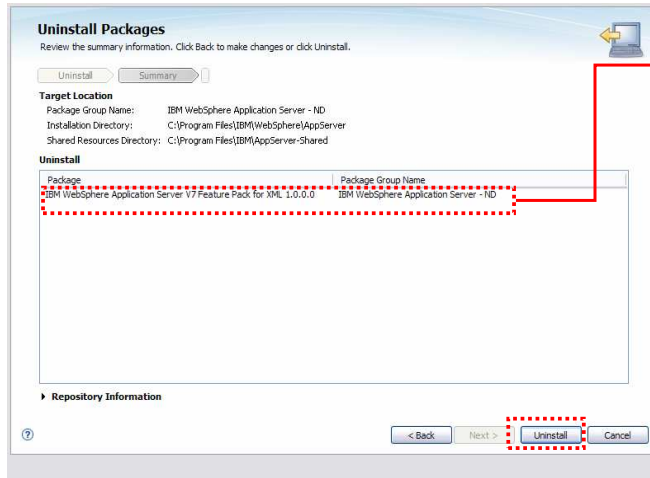 Uninstall Packages
Review the summary information. Click Back to make changes or click Uninstall.
Uninstall Summary
Target Location
Package Group Name: IBM WebSphere Application Server - ND
Installation Directory: C:\Program Files\IBM\WebSphere\AppServer
Shared Resources Directory: C:\Program Files\IBM\AppServer-Shared
Uninstall
Package Package Group Name
IBM WebSphere Application Server V7 Feature Pack for XML 1.0.0.0 IBM WebSphere Application Server - ND
Repository Information
? < Back Next > Uninstall Cancel